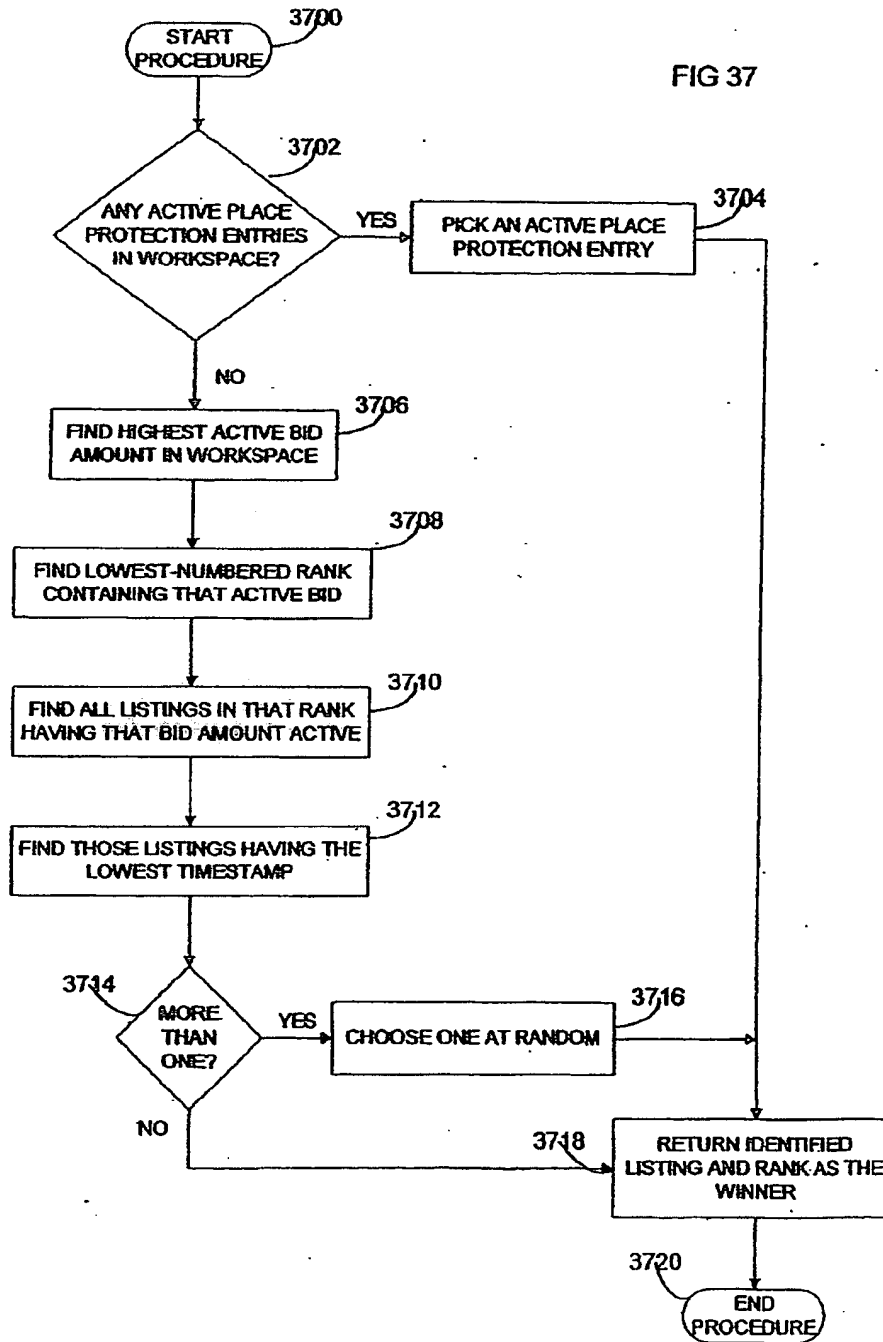 3700
START
PROCEDURE
FIG 37
3702
ANY ACTIVE PLACE
PROTECTION ENTRIES
IN WORKSPACE?
YES
3704
PICK AN ACTIVE PLACE
PROTECTION ENTRY
NO
3706
FIND HIGHEST ACTIVE BID
AMOUNT IN WORKSPACE
3708
FIND LOWEST-NUMBERED RANK
CONTAINING THAT ACTIVE BID
3710
FIND ALL LISTINGS IN THAT RANK
HAVING THAT BID AMOUNT ACTIVE
3712
FIND THOSE LISTINGS HAVING THE
LOWEST TIMESTAMP
3714
MORE
THAN
ONE?
YES
3716
CHOOSE ONE AT RANDOM
NO
3718
RETURN IDENTIFIED
LISTING AND RANK AS THE
WINNER
3720
END
PROCEDURE